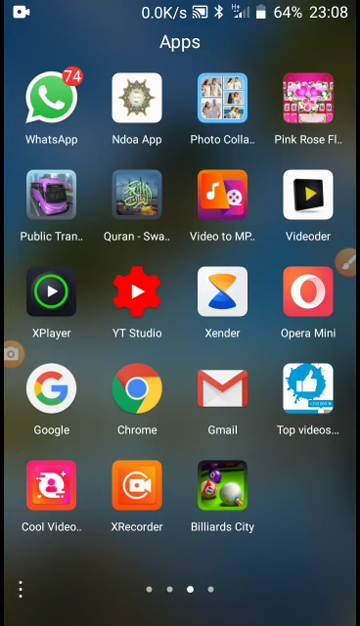 0.0K/s 64% 23:08
Apps
74
WhatsApp Ndoa App Photo Colla.. Pink Rose Fl..
Public Tran.. Quran - Swa.. Video to MP.. Videoder
XPlayer YT Studio Xender Opera Mini
Google Chrome Gmail Top videos...
Cool Video.. XRecorder Billiards City